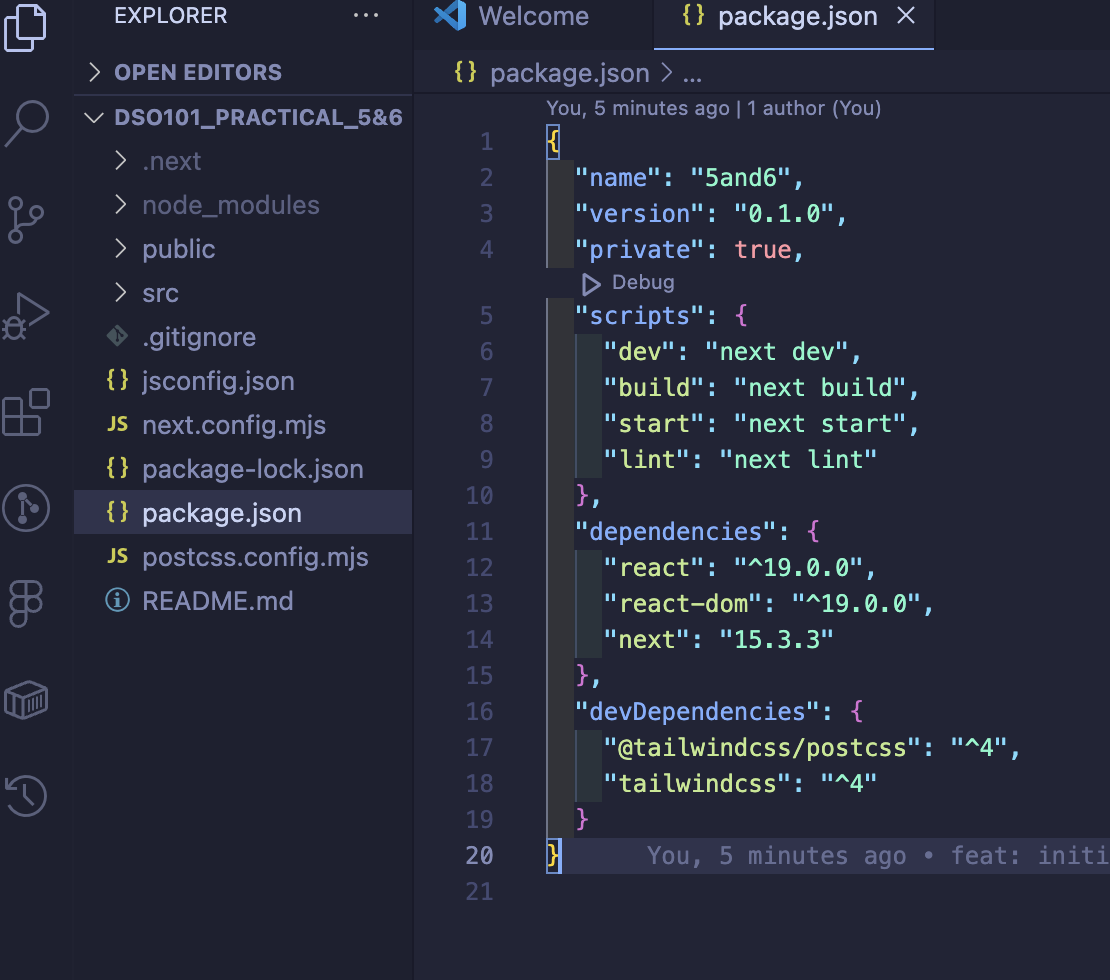 EXPLORER
OPEN EDITORS
DSO101_PRACTICAL_5&6
.next
node_modules
public
src
.gitignore
{} jsconfig.json
JS next.config.mjs
{} package-lock.json
{} package.json
JS postcss.config.mjs
README.md
Welcome
{} package.json
{} package.json > ...
You, 5 minutes ago | 1 author (You)
1 {
2 "name": "5and6",
3 "version": "0.1.0",
4 "private": true,
Debug
5 "scripts": {
6 "dev": "next dev",
7 "build": "next build",
8 "start": "next start",
9 "lint": "next lint"
10 },
11 "dependencies": {
12 "react": "^19.0.0",
13 "react-dom": "^19.0.0",
14 "next": "15.3.3"
15 },
16 "devDependencies": {
17 "@tailwindcss/postcss": "^4",
18 "tailwindcss": "^4"
19 }
20 } You, 5 minutes ago • feat: initi
21